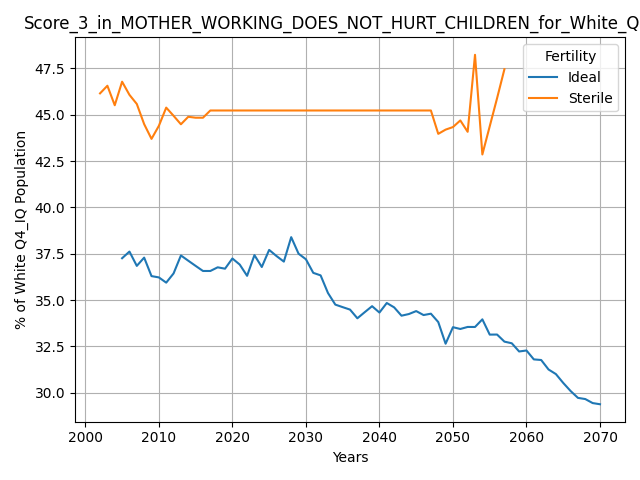 Score_3_in_MOTHER_WORKING_DOES_NOT_HURT_CHILDREN_for_White_Q
Fertility
Ideal
Sterile
47.5
45.0
42.5
40.0
37.5
35.0
32.5
30.0
% of White Q4_IQ Population
2000 2010 2020 2030 2040 2050 2060 2070
Years